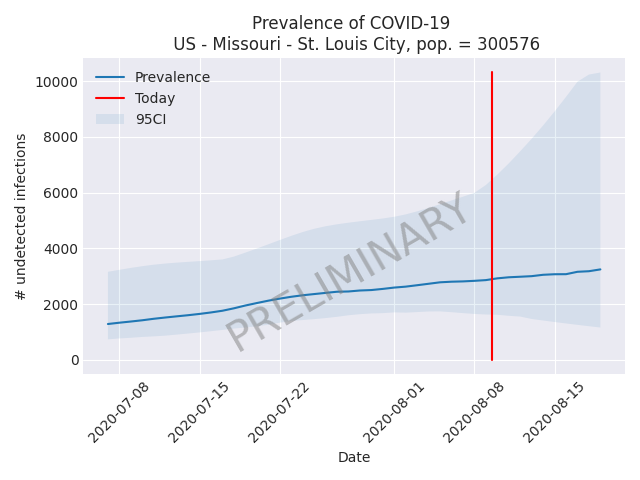 Prevalence of COVID-19
US - Missouri - St. Louis City, pop. = 300576
Prevalence
Today
95CI
10000
8000
6000
4000
2000
0
# undetected infections
PRELIMINARY
2020-07-08
2020-07-15
2020-07-22
2020-08-01
2020-08-08
2020-08-15
Date